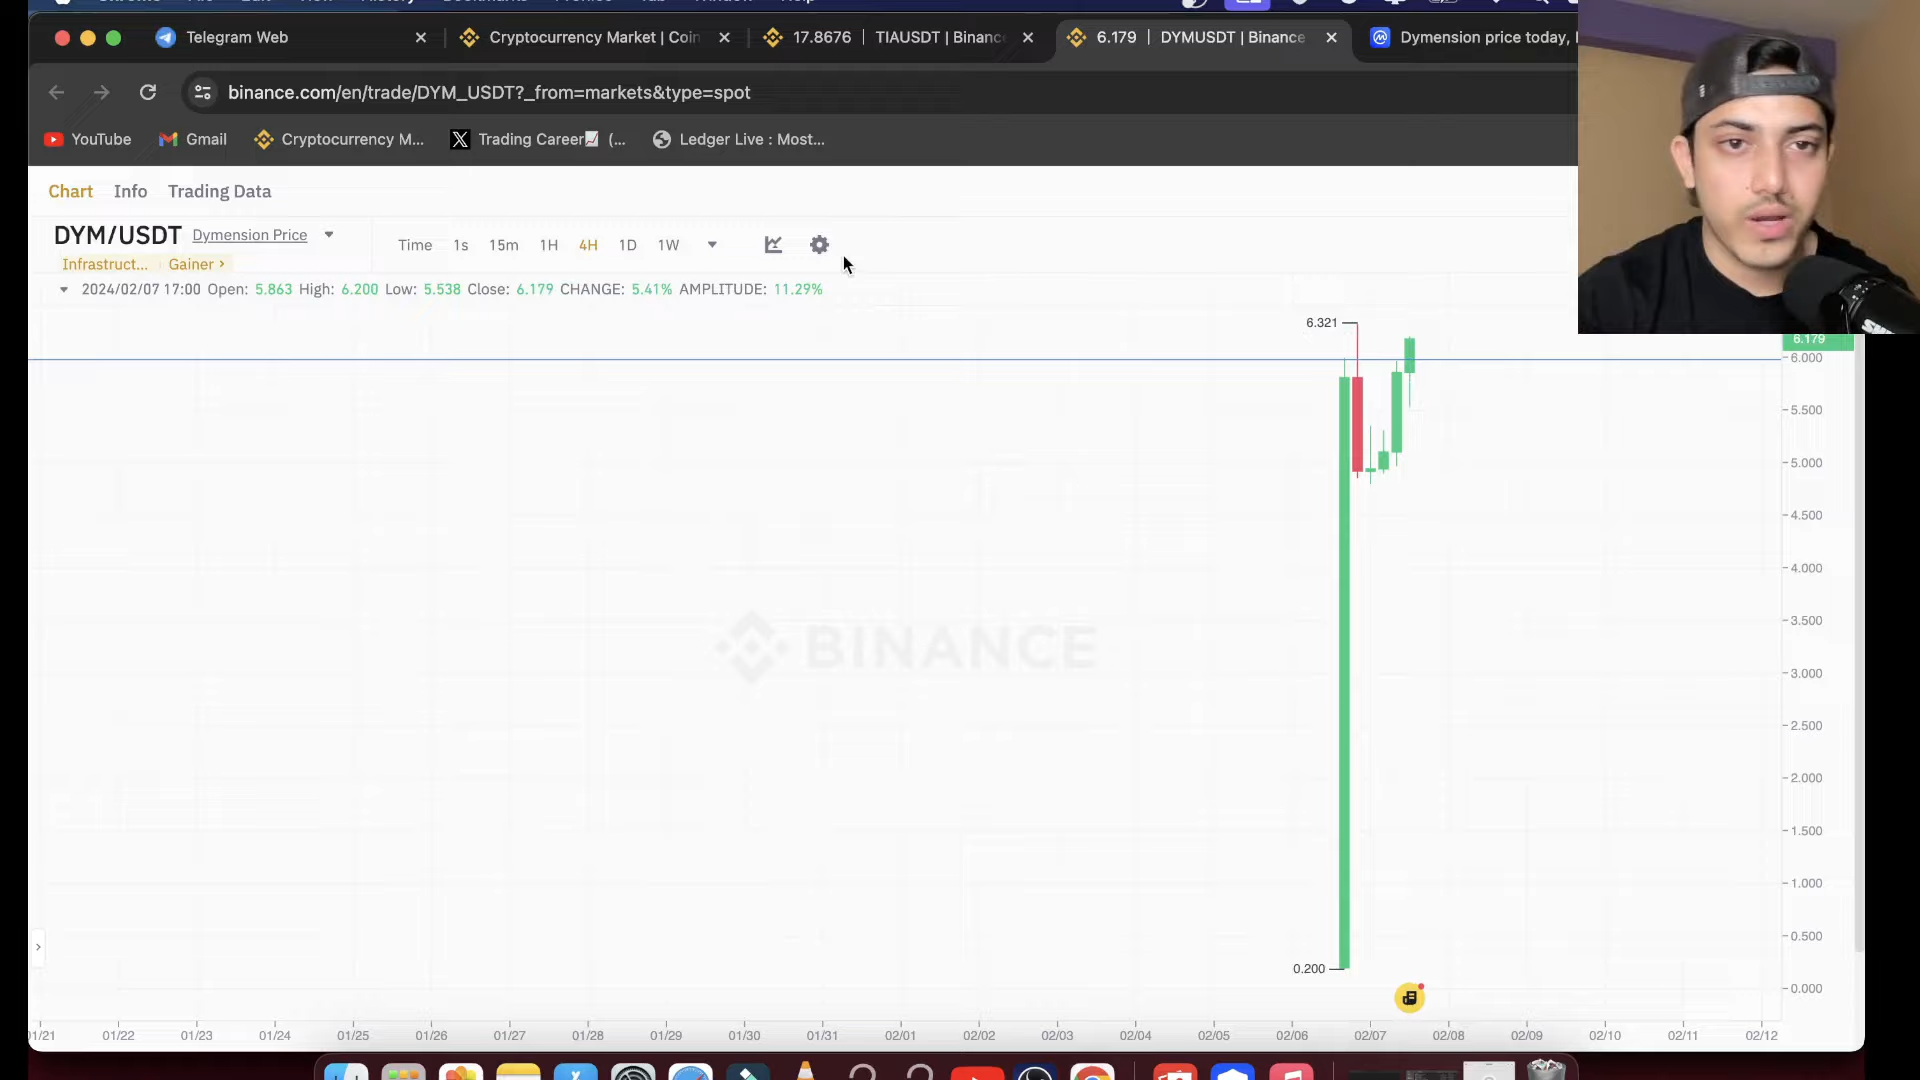 Telegram Web
Cryptocurrency Market | Coin
17.8676 | TIAUSDT | Binanc
6.179 | DYMUSDT | Binance
Dymension price today,
binance.com/en/trade/DYM_USDT?_from=markets&type=spot
YouTube
Gmail
Cryptocurrency M...
Trading Career📈 (...
Ledger Live : Most...
Chart Info Trading Data
DYM/USDT Dymension Price
Infrastruct... Gainer
Time 1s 15m 1H 4H 1D 1W
2024/02/07 17:00 Open: 5.863 High: 6.200 Low: 5.538 Close: 6.179 CHANGE: 5.41% AMPLITUDE: 11.29%
6.321
6.179
6.000
5.500
5.000
4.500
4.000
3.500
BINANCE
3.000
2.500
2.000
1.500
1.000
0.500
0.200
0.000
01/22 01/23 01/24 01/25 01/26 01/27 01/28 01/29 01/30 01/31 02/01 02/02 02/03 02/04 02/05 02/06 02/07 02/08 02/09 02/10 02/11 02/12